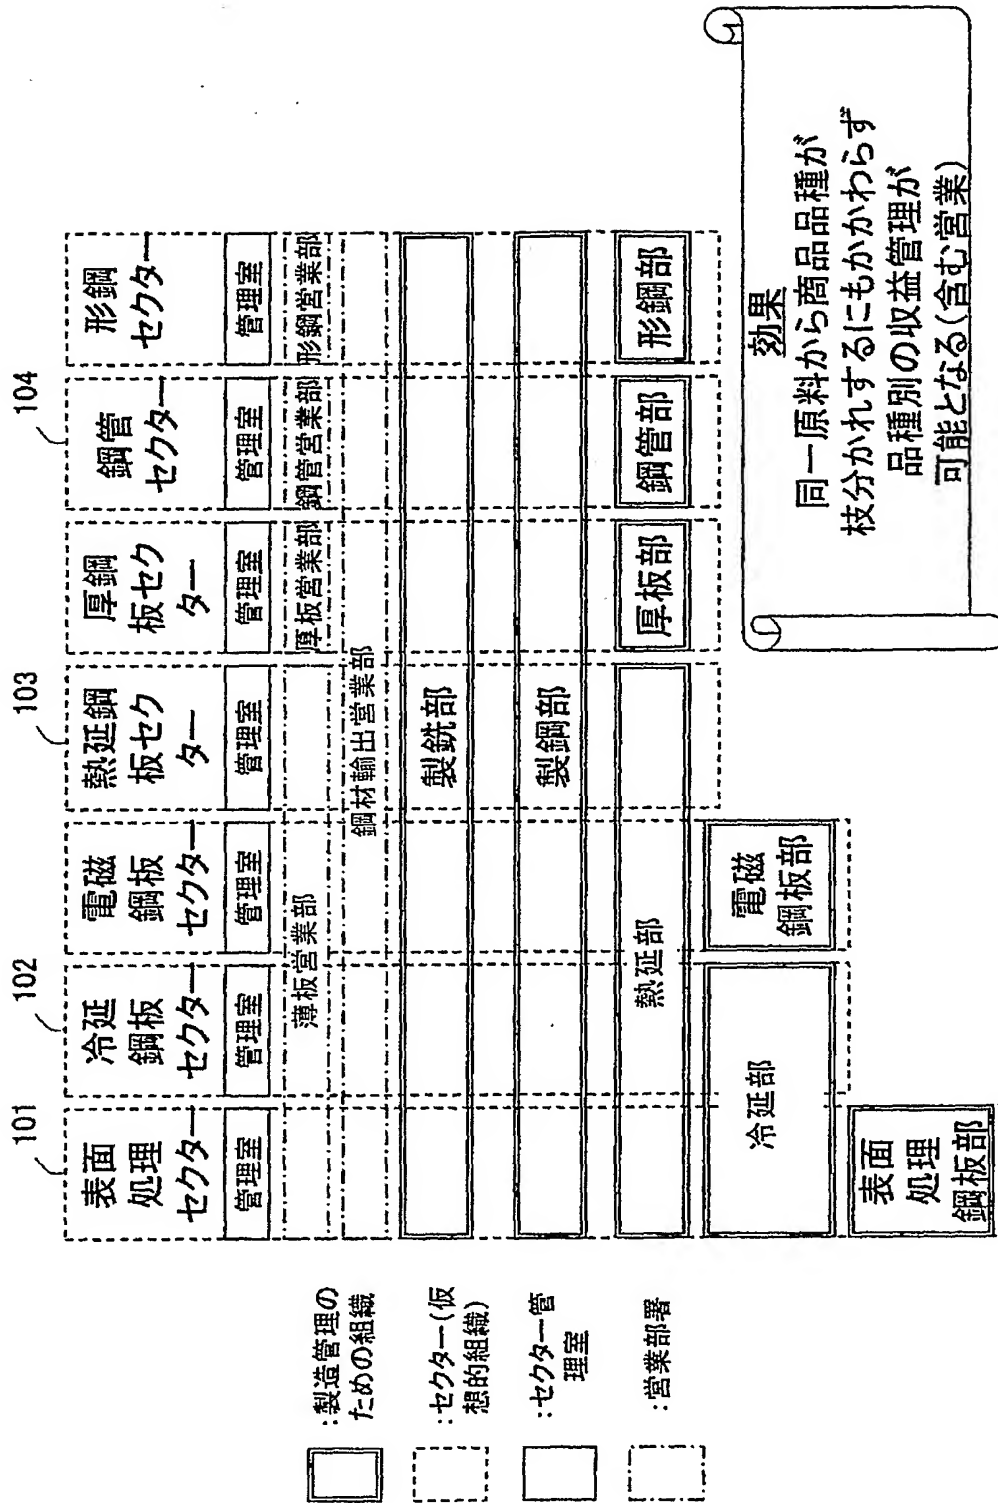 101
102
103
104
表面
処理
セクター
冷延
鋼板
セクター
電磁
鋼板
セクター
熱延鋼
板セク
ター
厚鋼
板セク
ター
鋼管
セクター
形鋼
セクター
管理室
管理室
管理室
管理室
管理室
管理室
管理室
薄板営業部
厚板営業部
鋼管営業部
形鋼営業部
鋼材輸出営業部
製銑部
製鋼部
熱延部
厚板部
鋼管部
形鋼部
冷延部
電磁
鋼板部
表面
処理
鋼板部
:製造管理の
ための組織
:セクター(仮
想的組織)
:セクター管
理室
:営業部署
効果
同一原料から商品品種が
枝分かれするにもかかわらず
品種別の収益管理が
可能となる(含む営業)